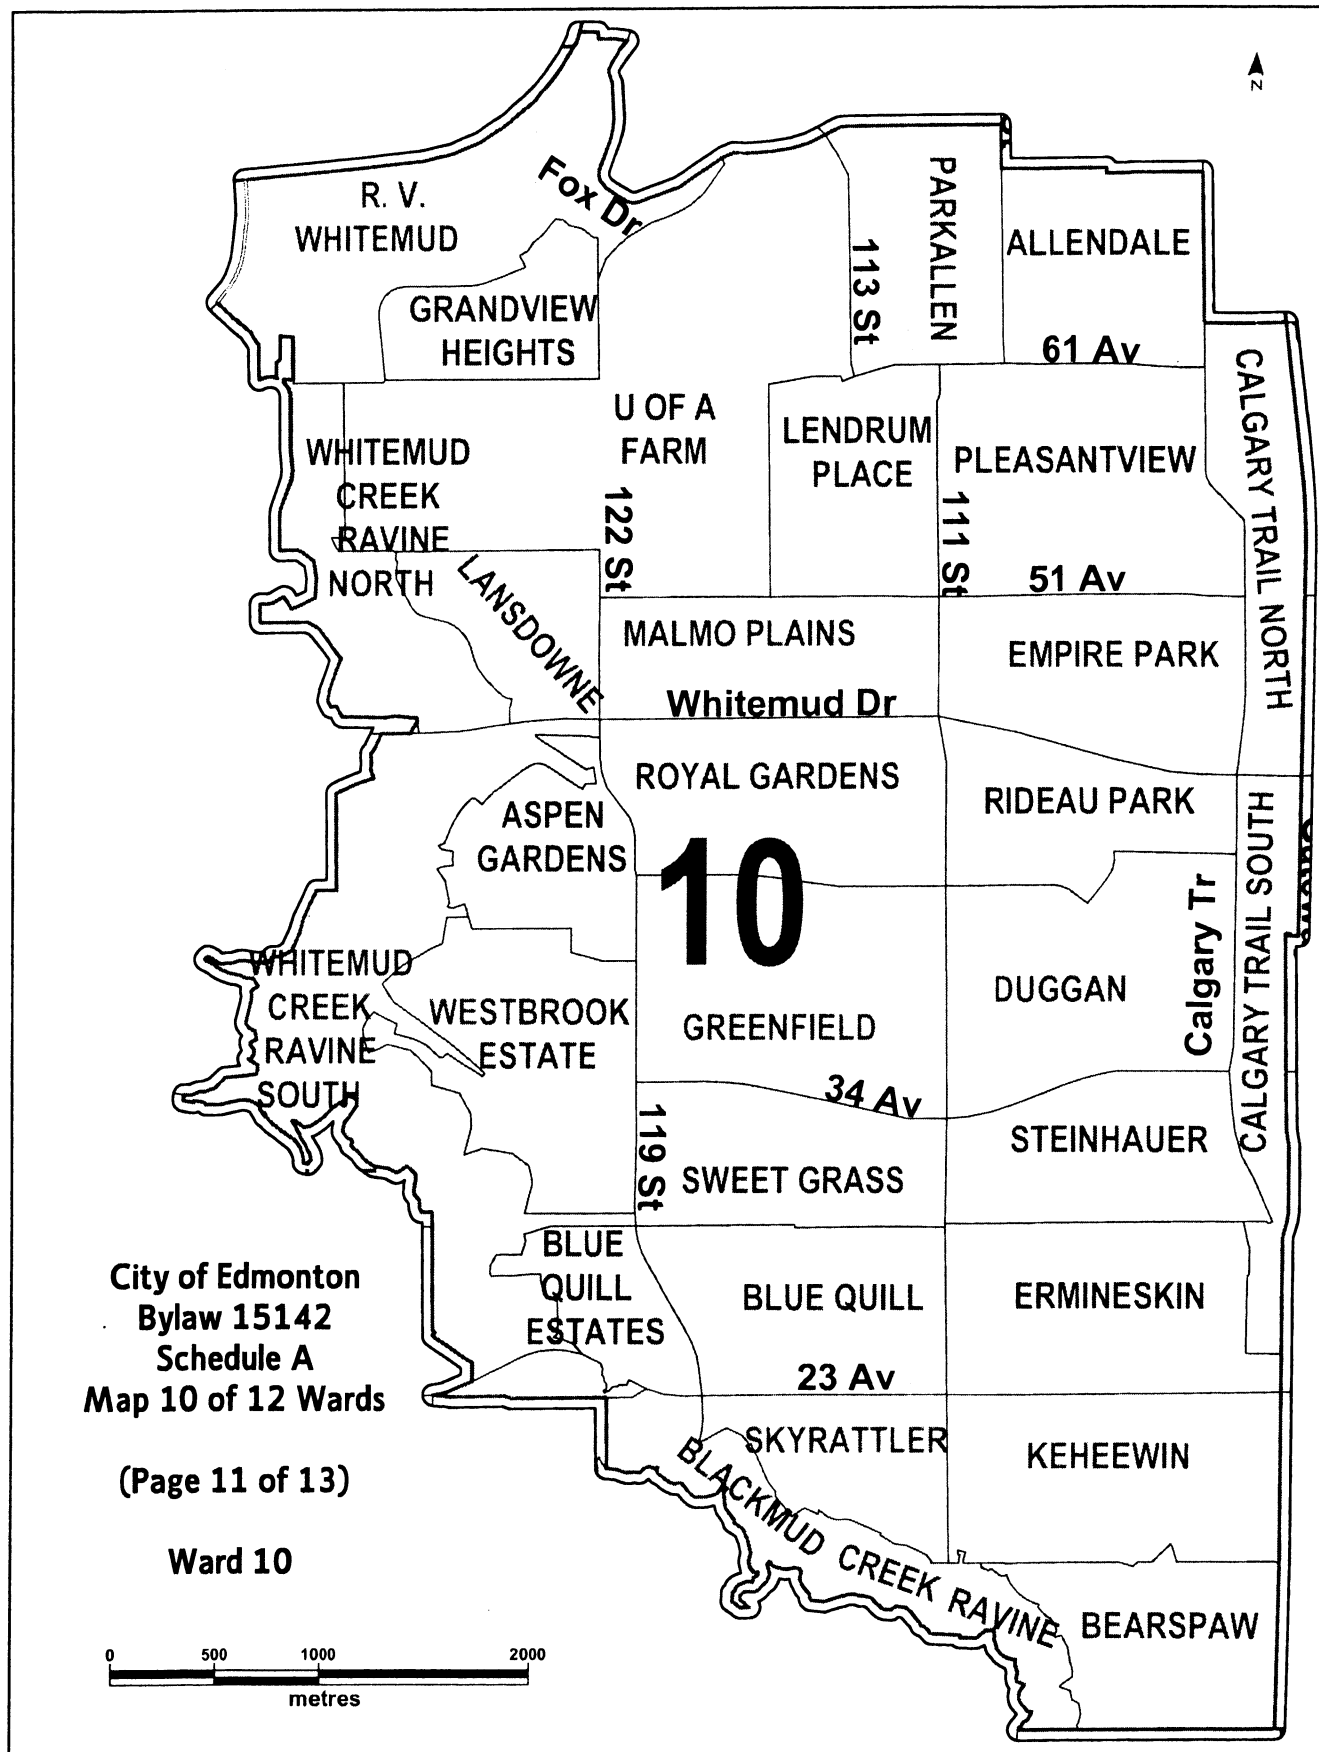 N
R. V.
WHITEMUD
Fox Dr
PARKALLEN
113 St
ALLENDALE
GRANDVIEW
HEIGHTS
61 Av
CALGARY TRAIL NORTH
U OF A
FARM
LENDRUM
PLACE
PLEASANTVIEW
WHITEMUD
CREEK
RAVINE
NORTH
122 St
111 St
51 Av
LANSDOWNE
MALMO PLAINS
EMPIRE PARK
Whitemud Dr
ROYAL GARDENS
RIDEAU PARK
ASPEN
GARDENS
10
CALGARY TRAIL SOUTH
Calgary Tr
WHITEMUD
CREEK
RAVINE
SOUTH
WESTBROOK
ESTATE
GREENFIELD
DUGGAN
34 Av
119 St
STEINHAUER
SWEET GRASS
BLUE
QUILL
ESTATES
BLUE QUILL
ERMINESKIN
23 Av
SKYRATTLER
KEHEEWIN
BLACKMUD CREEK RAVINE
BEARSPAW
City of Edmonton
Bylaw 15142
Schedule A
Map 10 of 12 Wards
(Page 11 of 13)
Ward 10
0 500 1000 2000
metres